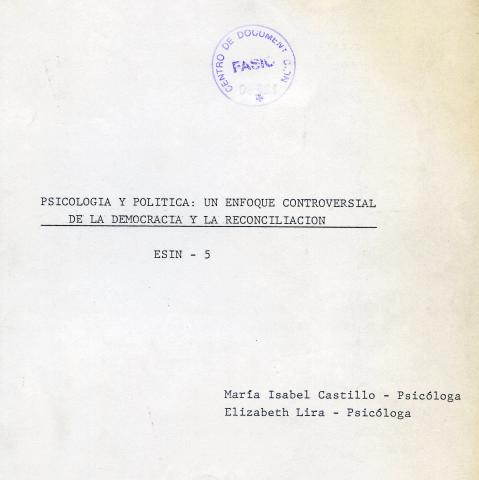 CENTRO DE DOCUMENT
FASIC
PSICOLOGIA Y POLITICA: UN ENFOQUE CONTROVERSIAL
DE LA DEMOCRACIA Y LA RECONCILIACION
ESIN - 5
María Isabel Castillo - Psicóloga
Elizabeth Lira - Psicóloga